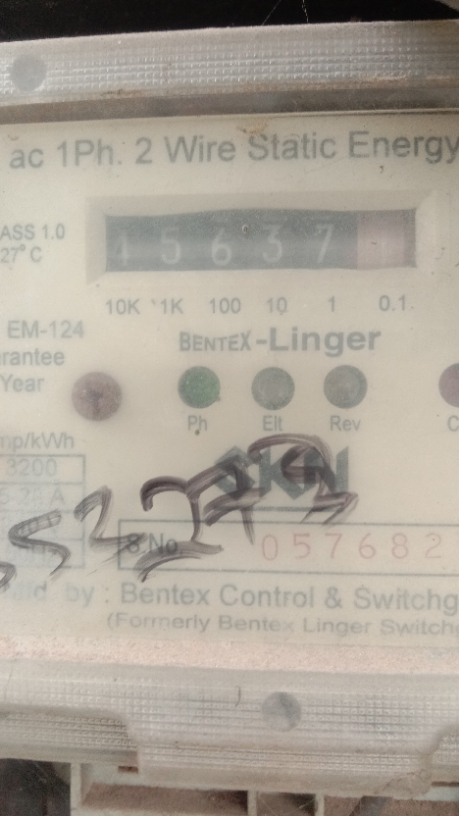 ac 1Ph. 2 Wire Static Energy
ASS 1.0
27°C
4 5 6 3 7
10K 1K 100 10 1 0.1
EM-124
BENTEX-Linger
rantee
Year
Ph Elt Rev C
mp/kWh
3200
S.No 057682
by : Bentex Control & Switchg
(Formerly Bentex Linger Switch